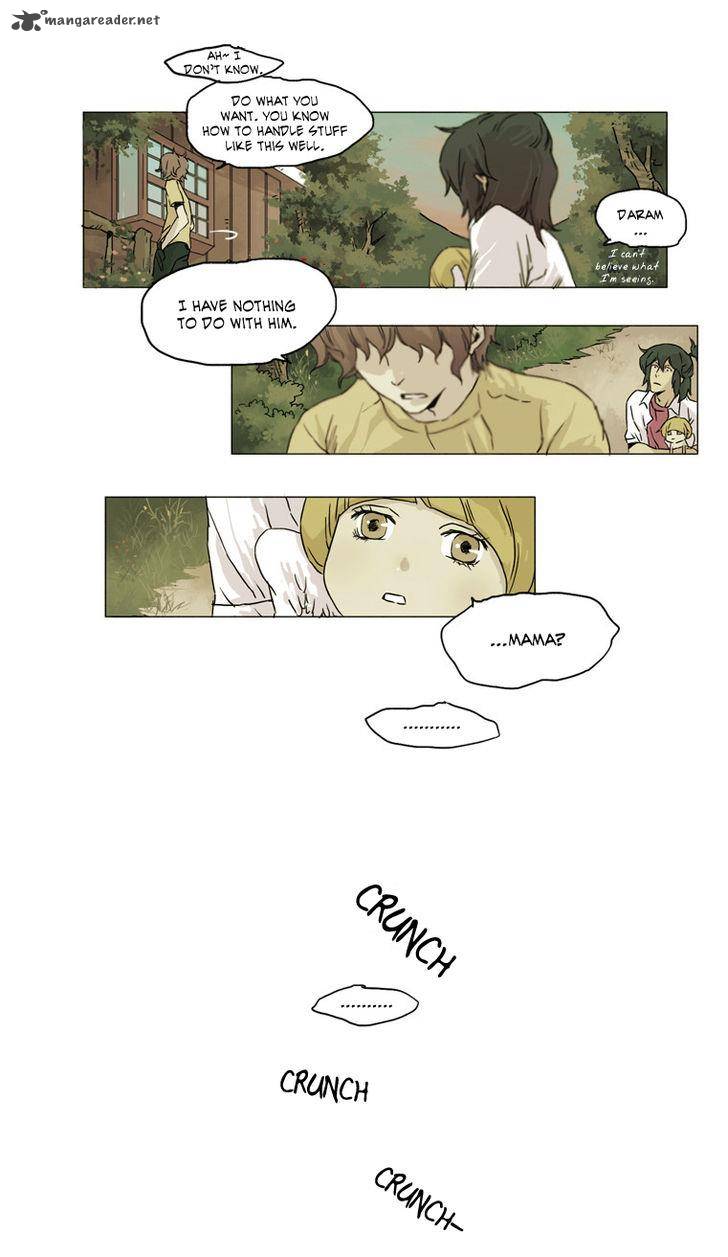 mangareader.net
AH~ I
DON'T KNOW.
DO WHAT YOU
WANT. YOU KNOW
HOW TO HANDLE STUFF
LIKE THIS WELL.
DARAM
...
I can't
believe what
I'm seeing.
I HAVE NOTHING
TO DO WITH HIM.
...MAMA?
...........
CRUNCH
..........
CRUNCH
CRUNCH~